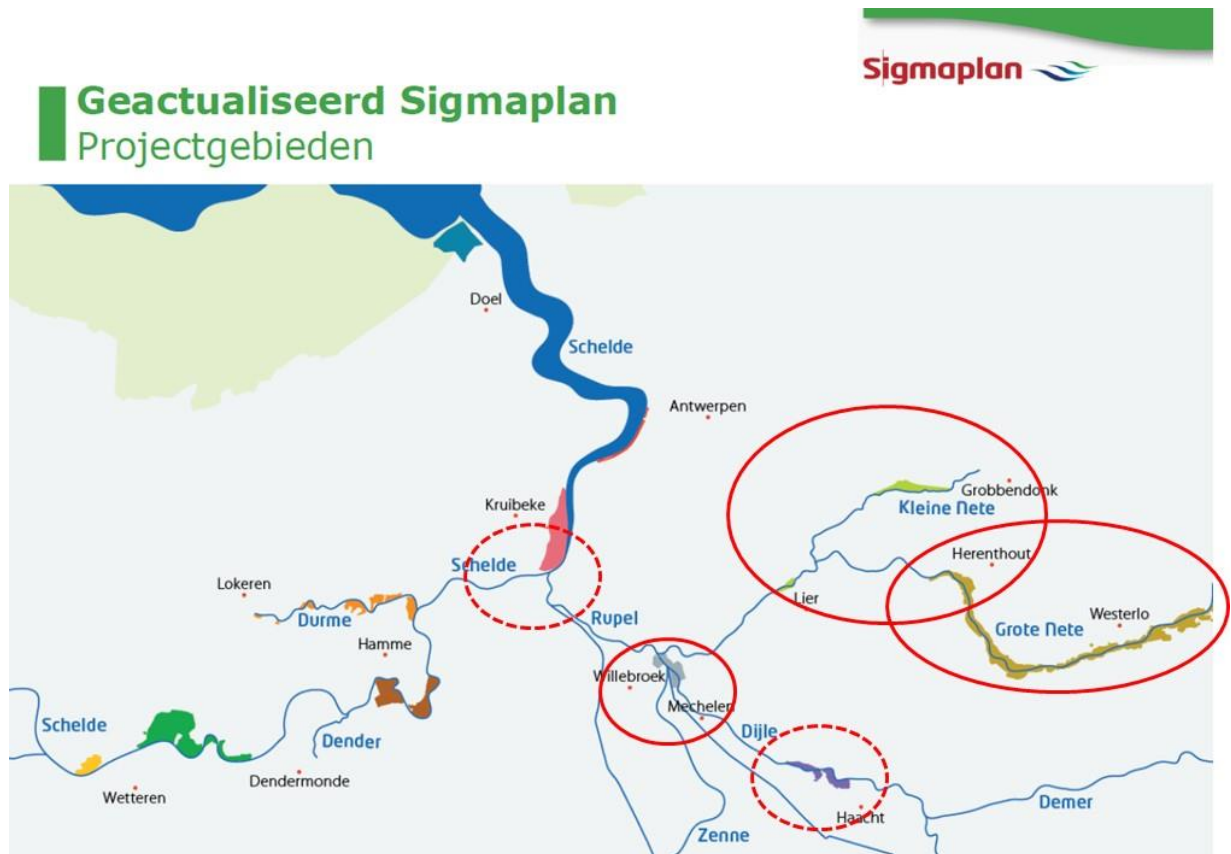 Sigmaplan
Geactualiseerd Sigmaplan
Projectgebieden
Doel
Schelde
Antwerpen
Kruibeke
Grobbendonk
Kleine Nete
Schelde
Herenthout
Lokeren
Durme
Lier
Westerlo
Rupel
Grote Nete
Hamme
Willebroek
Mechelen
Schelde
Dijle
Dender
Dendermonde
Wetteren
Demer
Haacht
Zenne